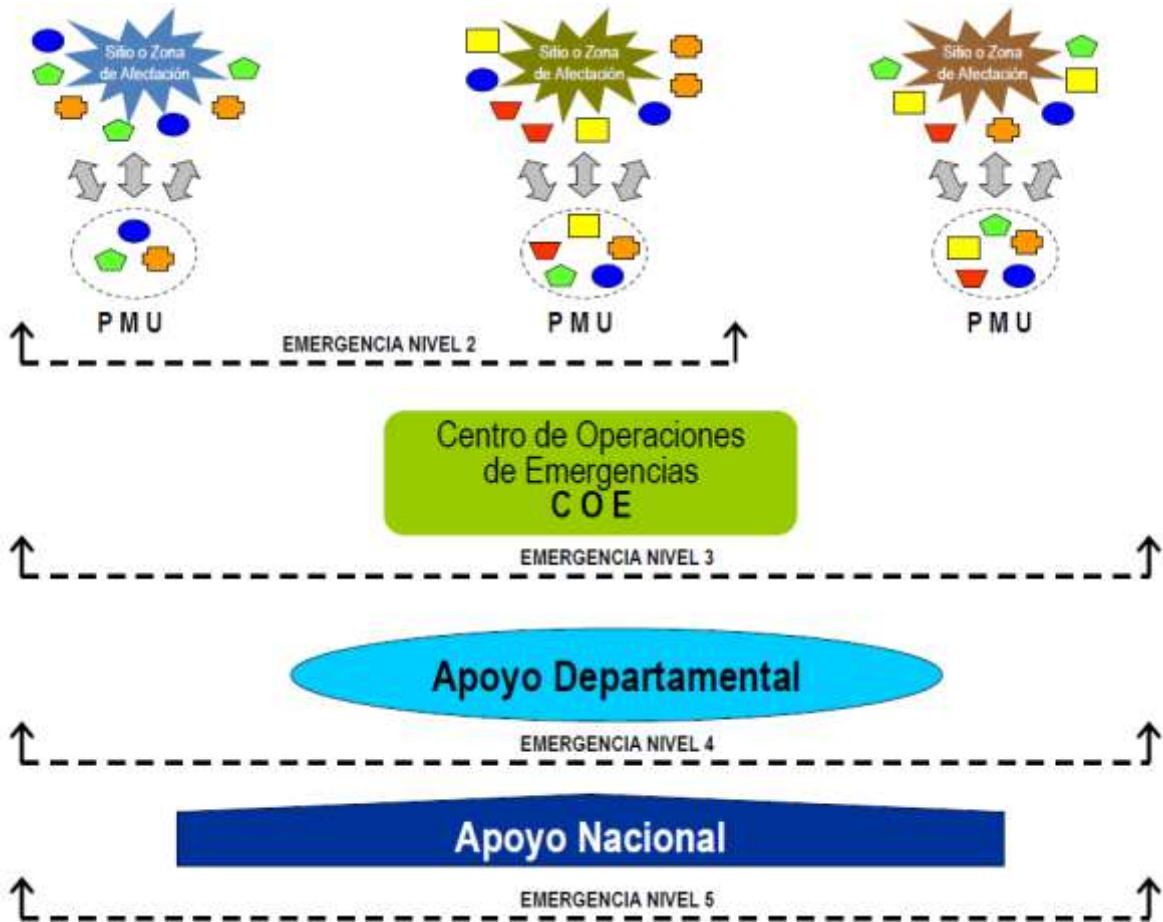 Sitio o Zona
de Afectación
Sitio o Zona
de Afectación
Sitio o Zona
de Afectación
P M U
P M U
P M U
EMERGENCIA NIVEL 2
Centro de Operaciones
de Emergencias
C O E
EMERGENCIA NIVEL 3
Apoyo Departamental
EMERGENCIA NIVEL 4
Apoyo Nacional
EMERGENCIA NIVEL 5